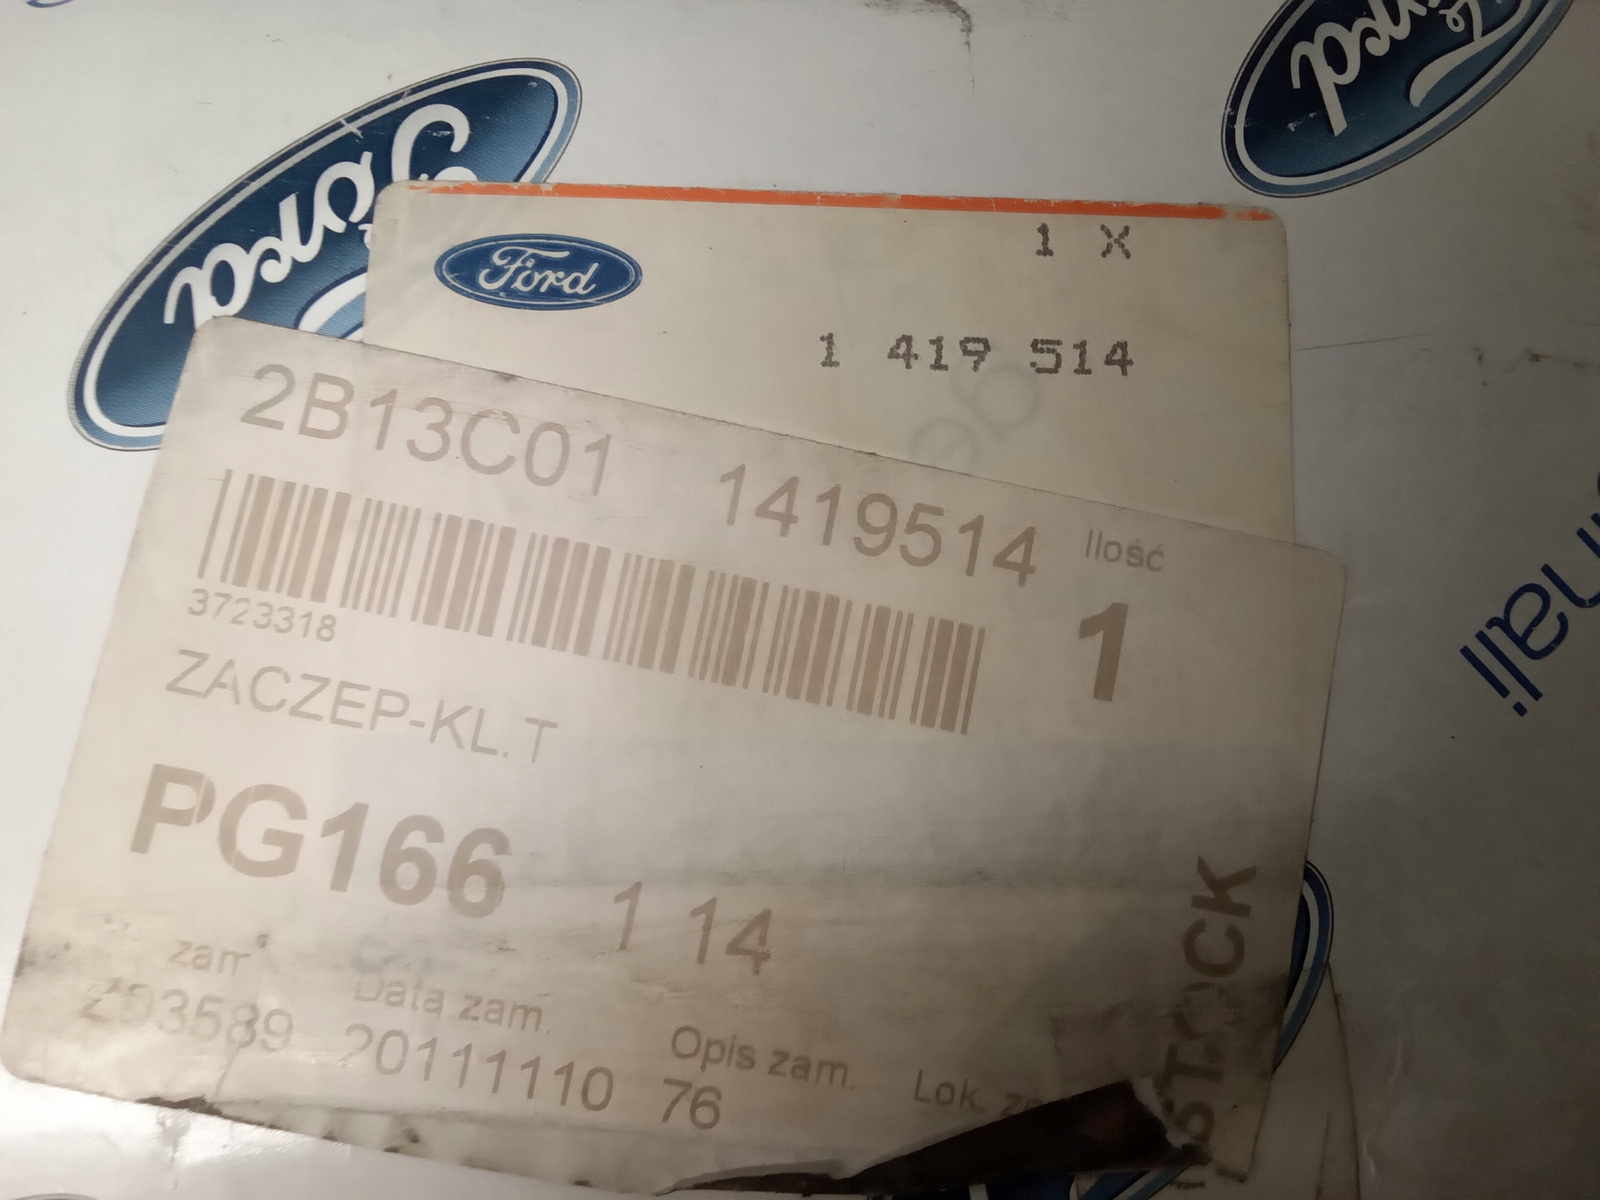 Ford
Ford
Ford
1 X
1 419 514
2B13C01 1419514 Ilość
3723318
1
ZACZEP-KL.T
PG166 1 14
Data zam. Opis zam. Lok.
20111110 76
STOCK